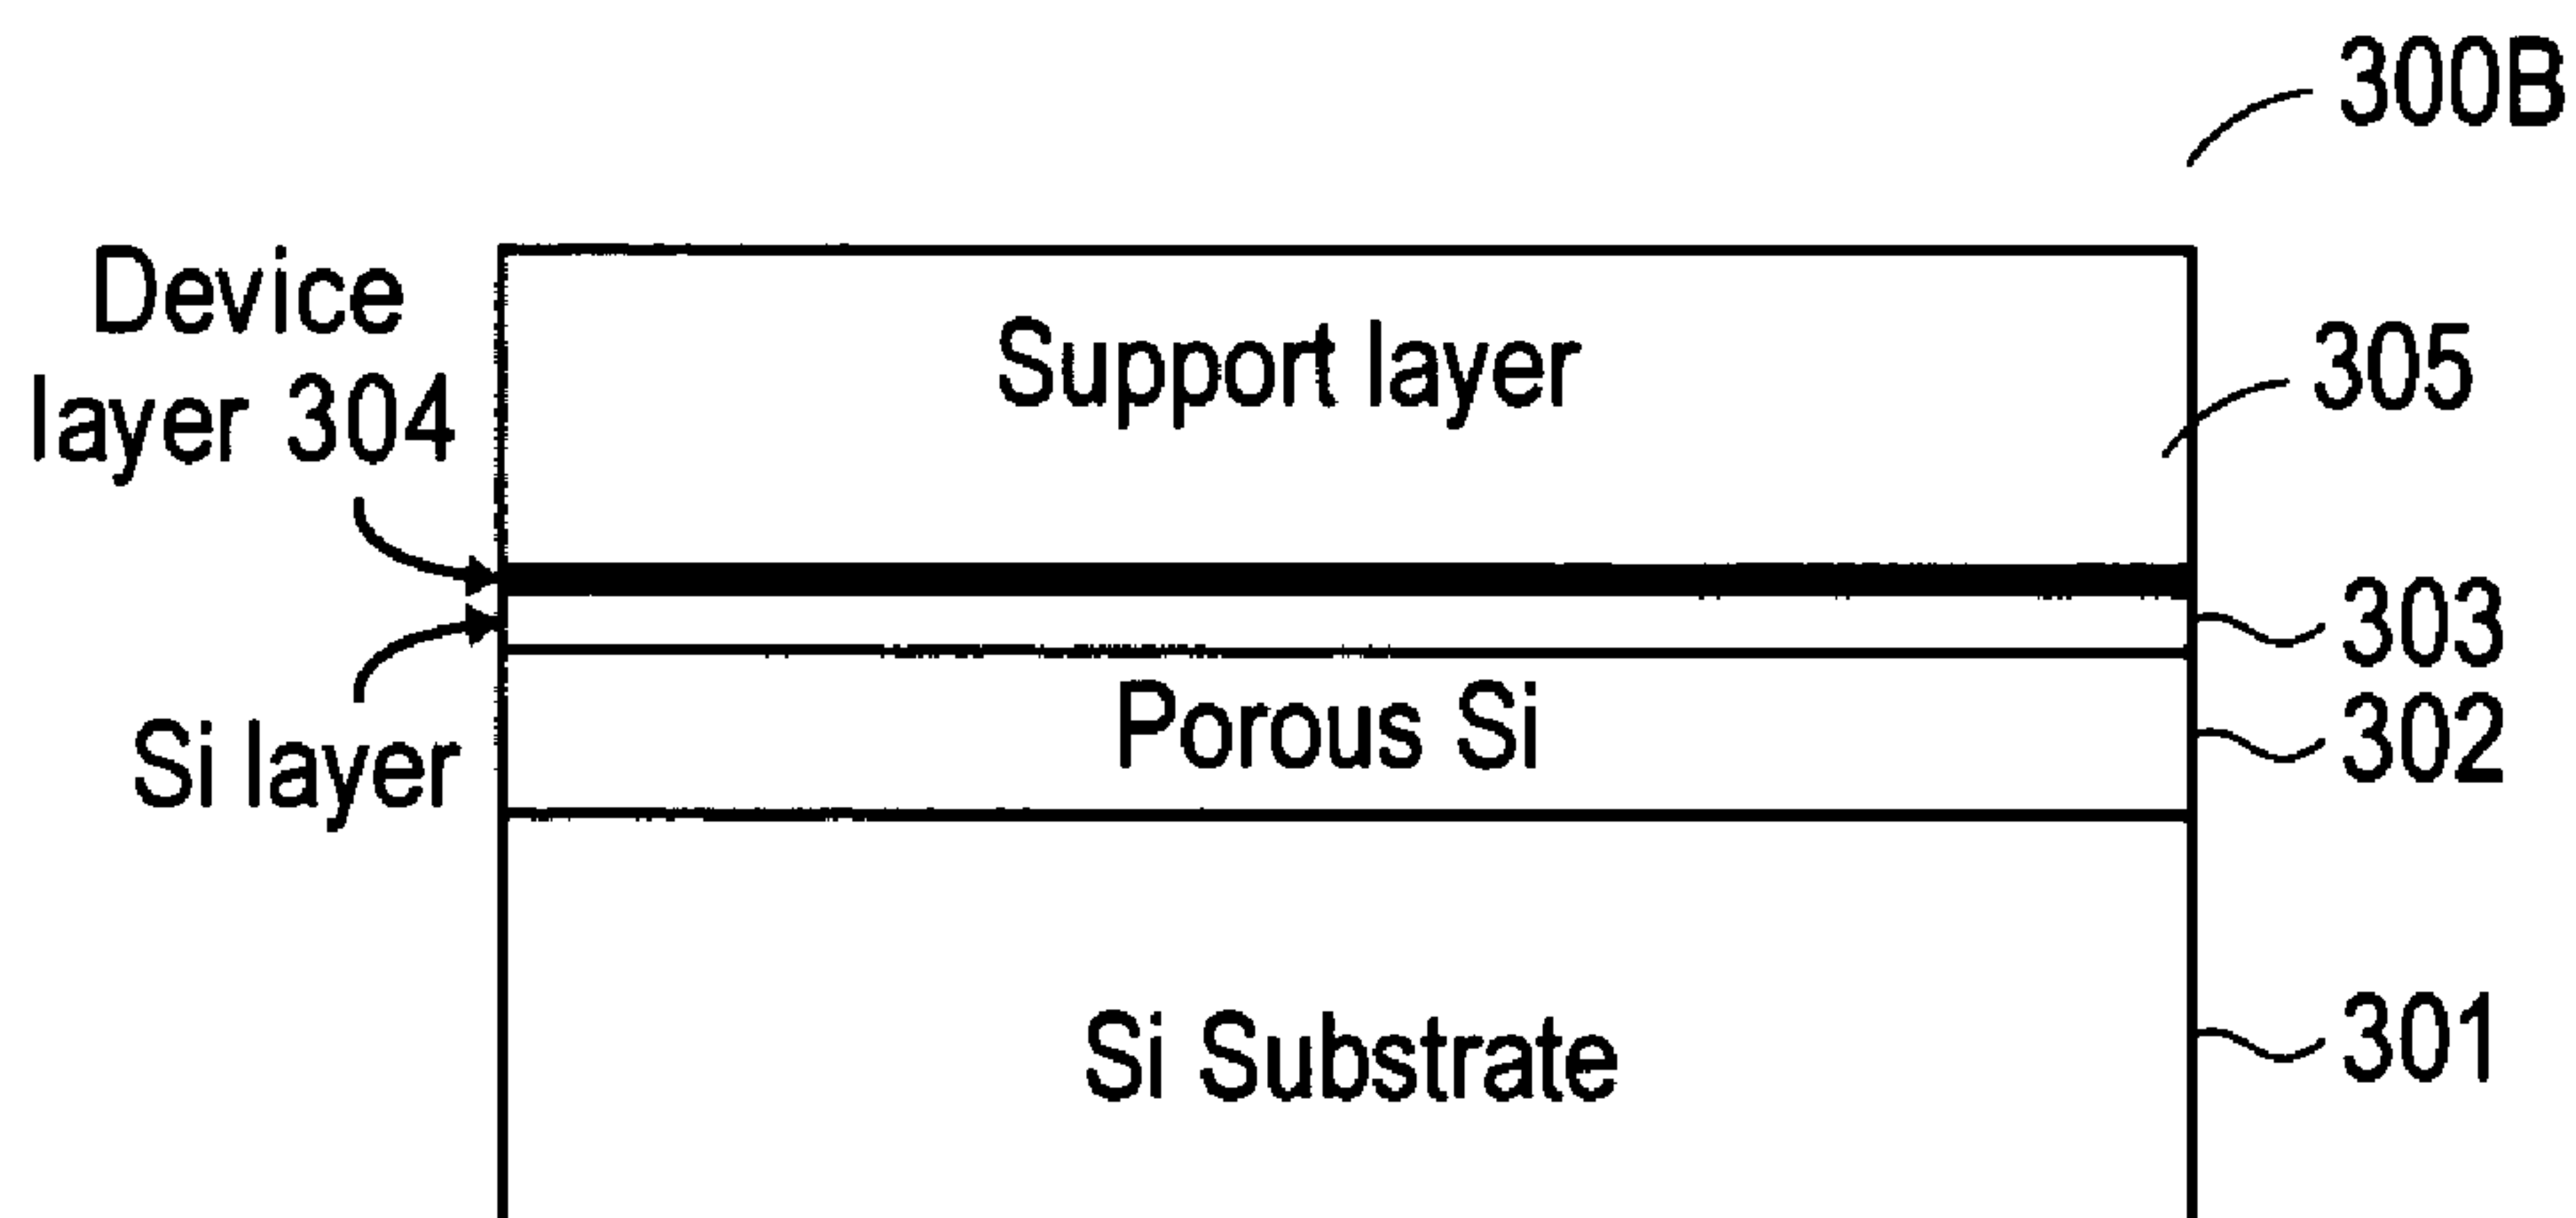 300B
Device
layer 304
Support layer
305
Si layer
303
Porous Si
302
Si Substrate
301